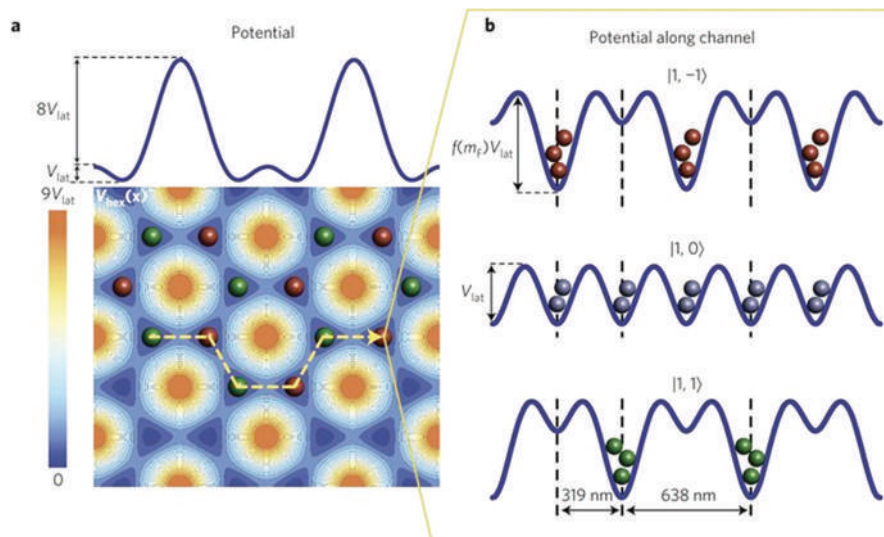 a
Potential
8V_lat
V_lat
9V_lat
V_hex(x)
0
b
Potential along channel
|1, −1⟩
f(m_f)V_lat
|1, 0⟩
V_lat
|1, 1⟩
319 nm
638 nm